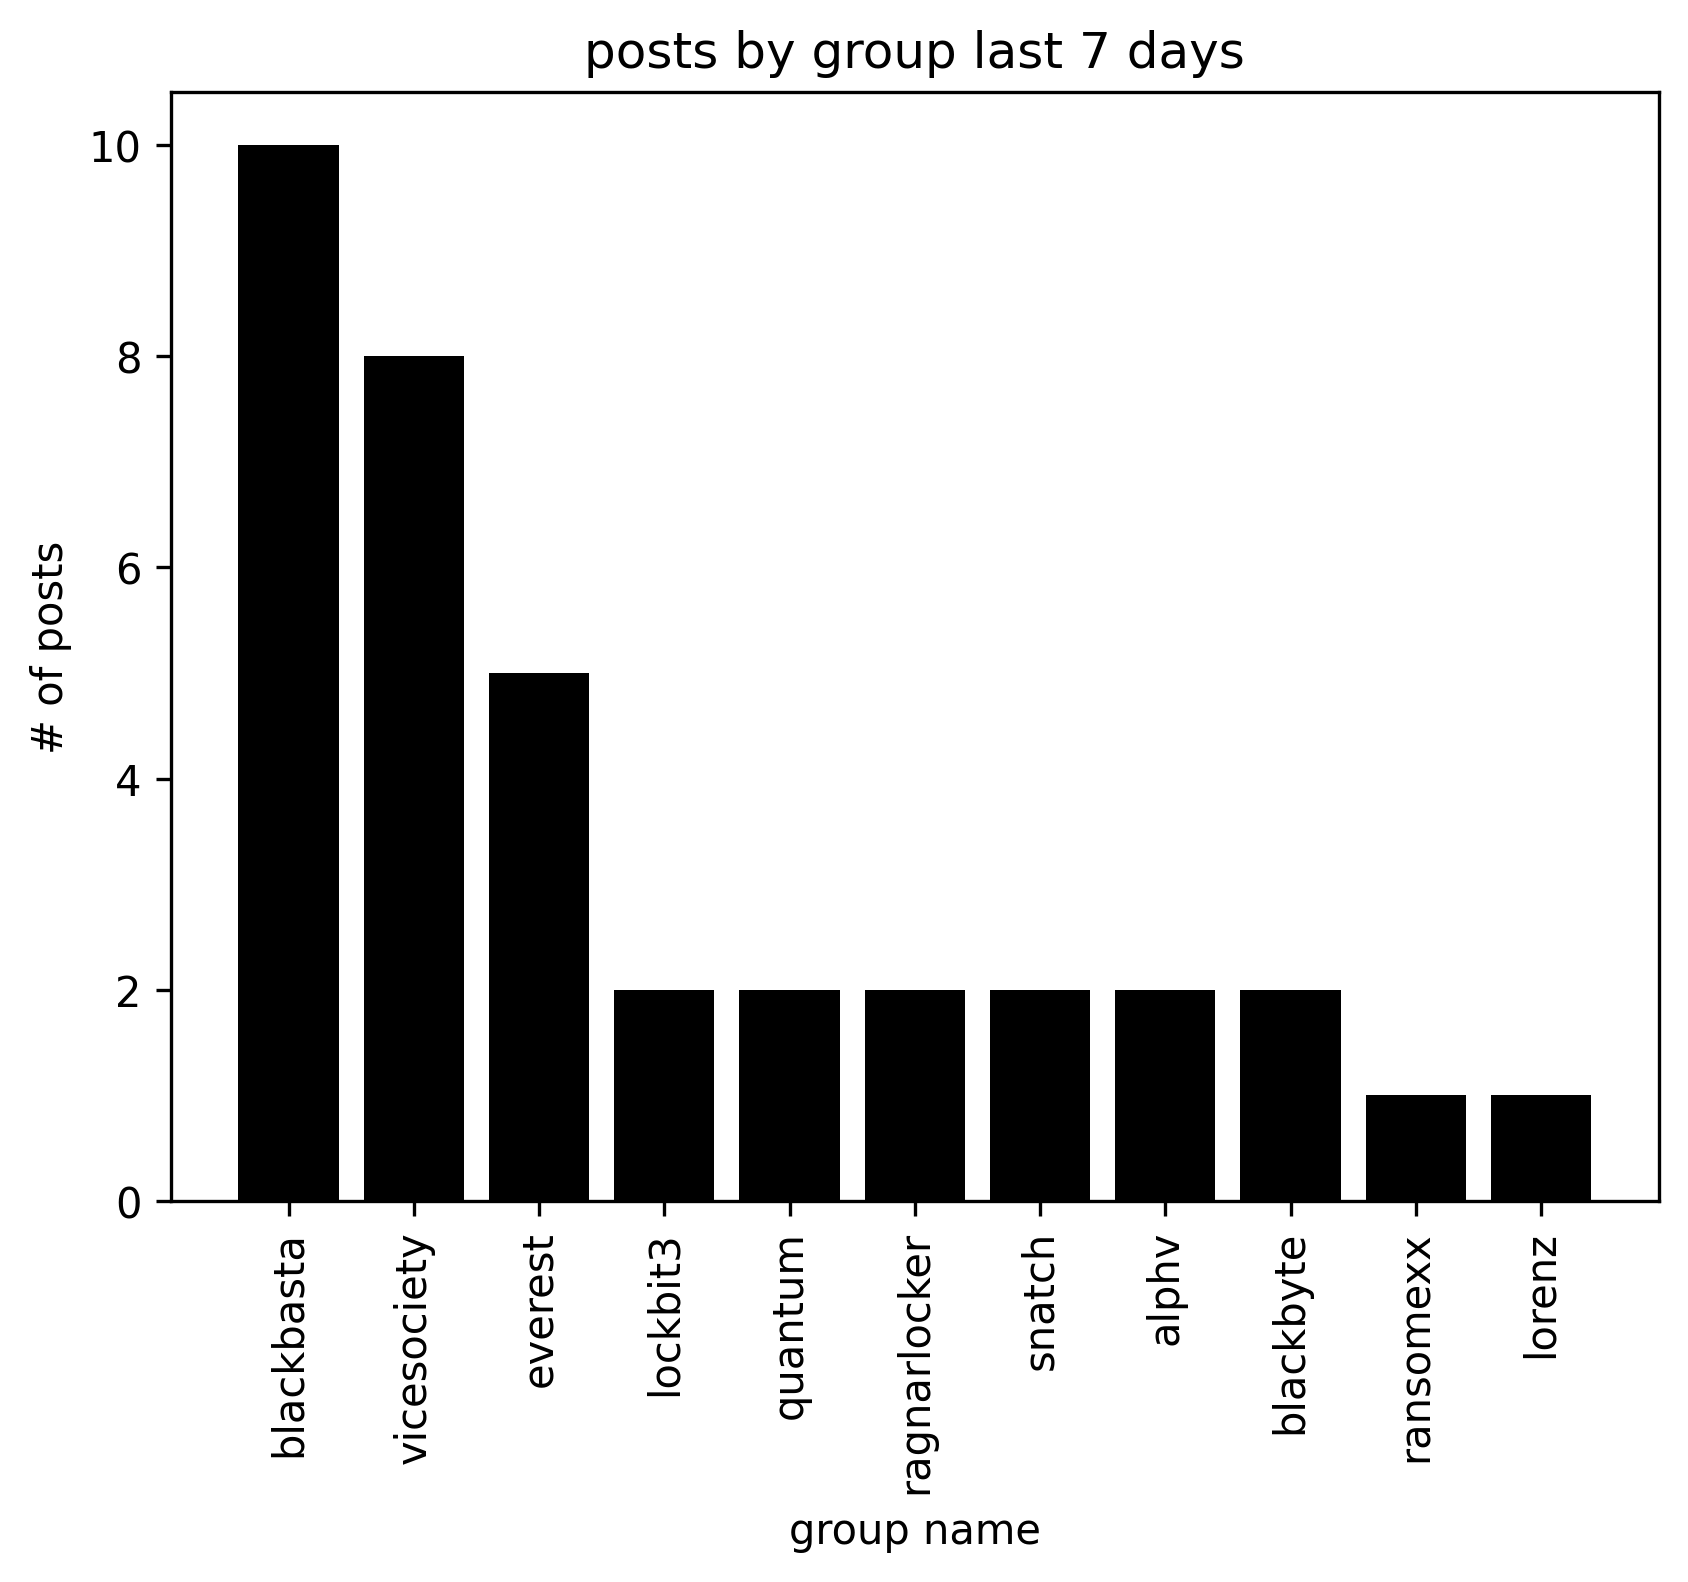 posts by group last 7 days
10
8
6
4
2
0
# of posts
blackbasta
vicesociety
everest
lockbit3
quantum
ragnarlocker
snatch
alphv
blackbyte
ransomexx
lorenz
group name